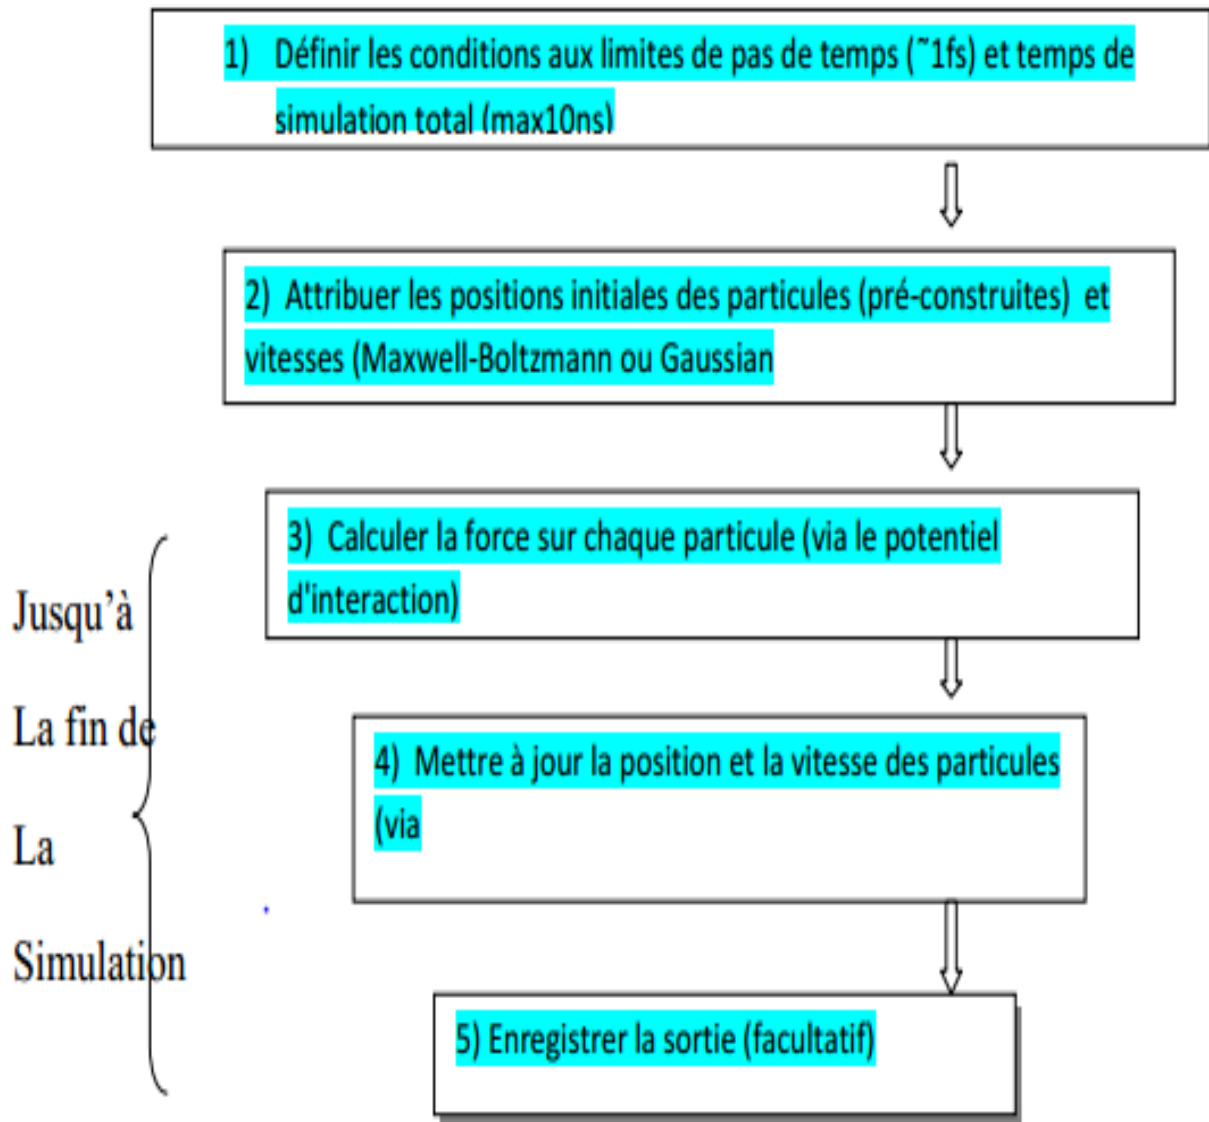 1) Définir les conditions aux limites de pas de temps (~1fs) et temps de
simulation total (max10ns)
2) Attribuer les positions initiales des particules (pré-construites) et
vitesses (Maxwell-Boltzmann ou Gaussian
3) Calculer la force sur chaque particule (via le potentiel
d'interaction)
4) Mettre à jour la position et la vitesse des particules
(via
5) Enregistrer la sortie (facultatif)
Jusqu’à
La fin de
La
Simulation